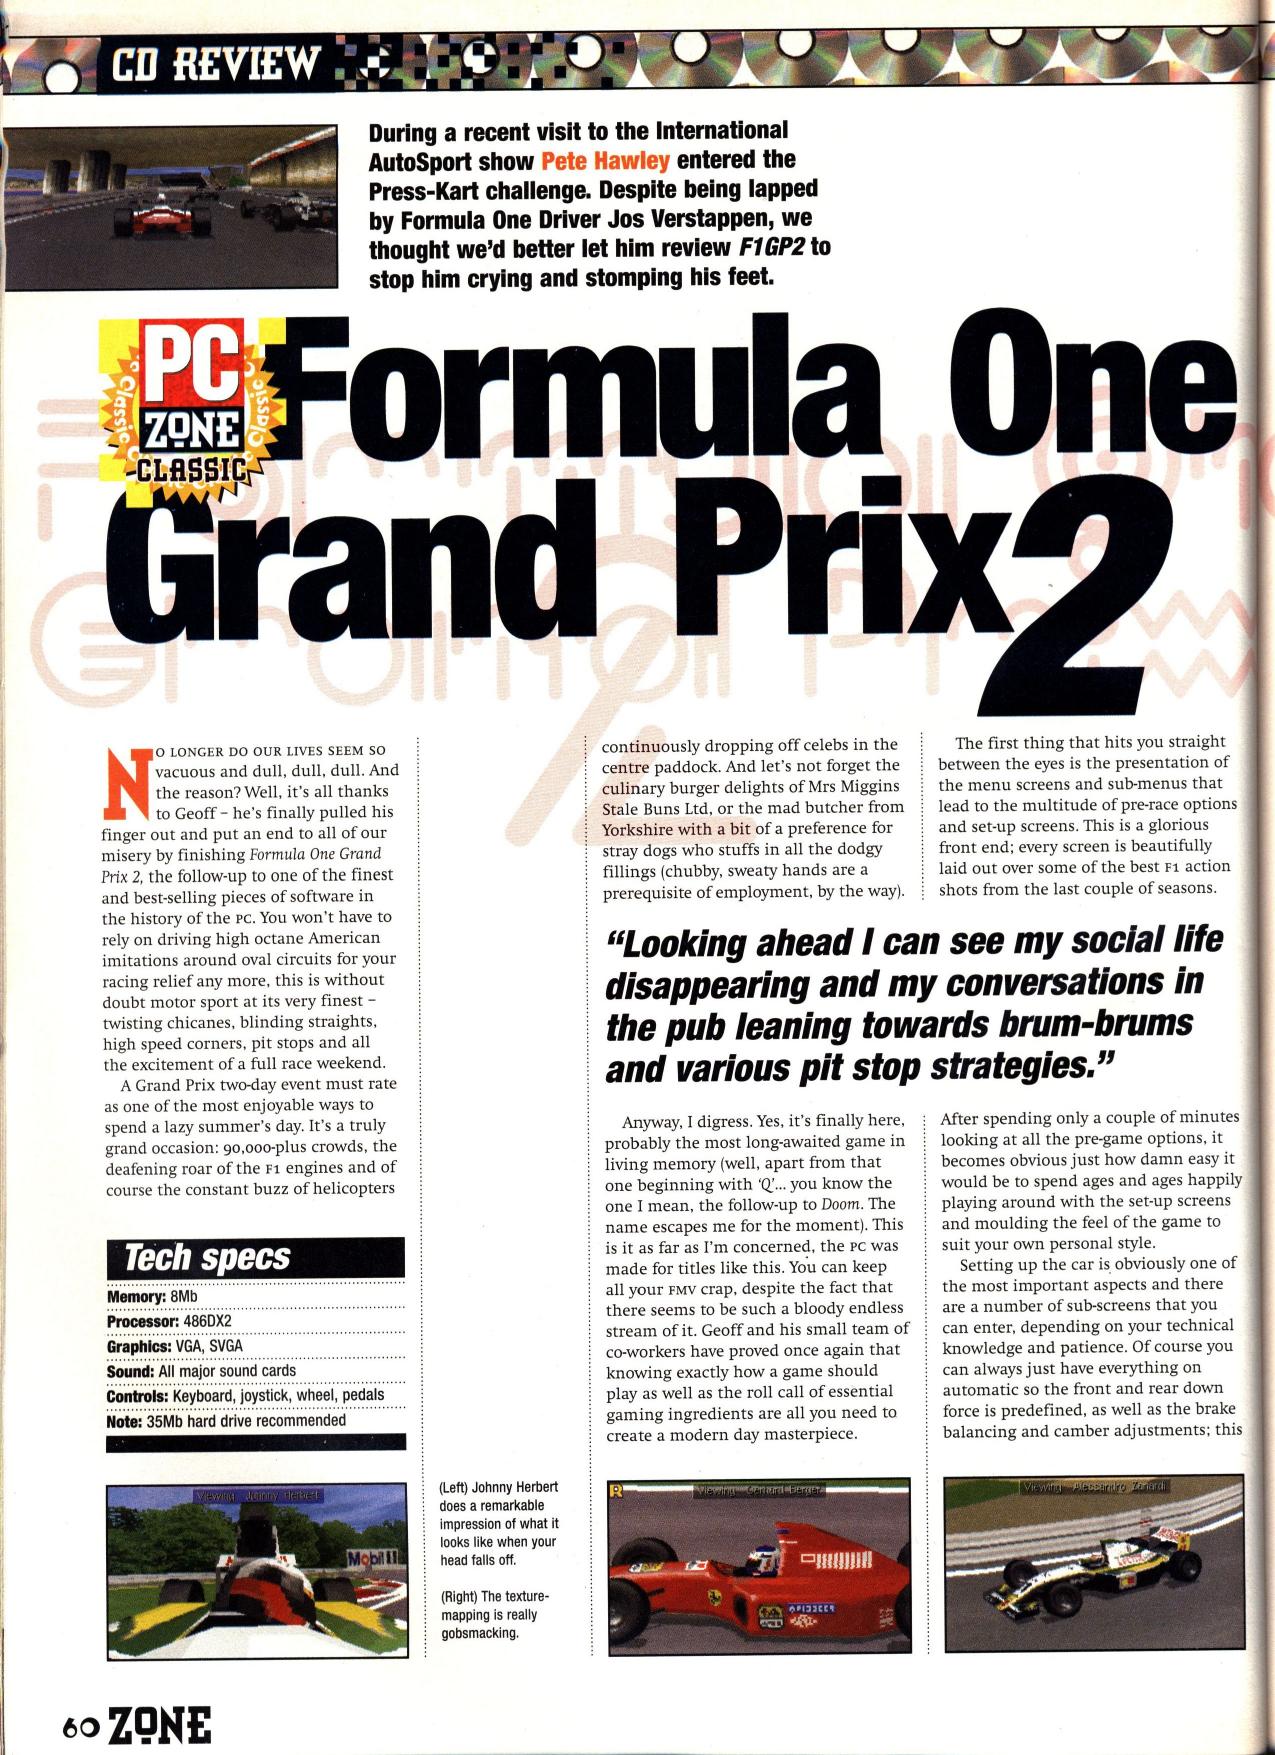 CD REVIEW
During a recent visit to the International
AutoSport show Pete Hawley entered the
Press-Kart challenge. Despite being lapped
by Formula One Driver Jos Verstappen, we
thought we'd better let him review F1GP2 to
stop him crying and stomping his feet.
PC
ZONE
CLASSIC
Classic
Classic
Formula One
Grand Prix 2
NO LONGER DO OUR LIVES SEEM SO
vacuous and dull, dull, dull. And
the reason? Well, it's all thanks
to Geoff – he's finally pulled his
finger out and put an end to all of our
misery by finishing Formula One Grand
Prix 2, the follow-up to one of the finest
and best-selling pieces of software in
the history of the PC. You won't have to
rely on driving high octane American
imitations around oval circuits for your
racing relief any more, this is without
doubt motor sport at its very finest –
twisting chicanes, blinding straights,
high speed corners, pit stops and all
the excitement of a full race weekend.
A Grand Prix two-day event must rate
as one of the most enjoyable ways to
spend a lazy summer's day. It's a truly
grand occasion: 90,000-plus crowds, the
deafening roar of the F1 engines and of
course the constant buzz of helicopters
Tech specs
Memory: 8Mb
Processor: 486DX2
Graphics: VGA, SVGA
Sound: All major sound cards
Controls: Keyboard, joystick, wheel, pedals
Note: 35Mb hard drive recommended
continuously dropping off celebs in the
centre paddock. And let's not forget the
culinary burger delights of Mrs Miggins
Stale Buns Ltd, or the mad butcher from
Yorkshire with a bit of a preference for
stray dogs who stuffs in all the dodgy
fillings (chubby, sweaty hands are a
prerequisite of employment, by the way).
The first thing that hits you straight
between the eyes is the presentation of
the menu screens and sub-menus that
lead to the multitude of pre-race options
and set-up screens. This is a glorious
front end; every screen is beautifully
laid out over some of the best F1 action
shots from the last couple of seasons.
“Looking ahead I can see my social life
disappearing and my conversations in
the pub leaning towards brum-brums
and various pit stop strategies.”
Anyway, I digress. Yes, it's finally here,
probably the most long-awaited game in
living memory (well, apart from that
one beginning with 'Q'... you know the
one I mean, the follow-up to Doom. The
name escapes me for the moment). This
is it as far as I'm concerned, the PC was
made for titles like this. You can keep
all your FMV crap, despite the fact that
there seems to be such a bloody endless
stream of it. Geoff and his small team of
co-workers have proved once again that
knowing exactly how a game should
play as well as the roll call of essential
gaming ingredients are all you need to
create a modern day masterpiece.
After spending only a couple of minutes
looking at all the pre-game options, it
becomes obvious just how damn easy it
would be to spend ages and ages happily
playing around with the set-up screens
and moulding the feel of the game to
suit your own personal style.
Setting up the car is obviously one of
the most important aspects and there
are a number of sub-screens that you
can enter, depending on your technical
knowledge and patience. Of course you
can always just have everything on
automatic so the front and rear down
force is predefined, as well as the brake
balancing and camber adjustments; this
Viewing Johnny Herbert
Mobil 1
(Left) Johnny Herbert
does a remarkable
impression of what it
looks like when your
head falls off.
(Right) The texture-
mapping is really
gobsmacking.
R
Viewing Gerhard Berger
PIONEER
Viewing Alessandro Zanardi
60 ZONE